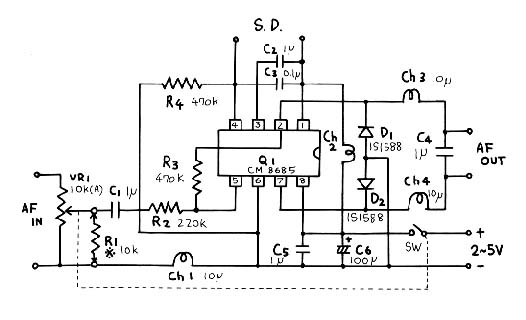 S.D.
C2 1μ
C3 0.1μ
R4 470k
4 3 2 1
Ch 2
Ch3 0μ
D1
1S1588
C4
1μ
AF
OUT
Q1
CM 8685
R3
470k
5 6 7 8
VR1
10k(A)
C1 1μ
AF
IN
R2 220k
D2
1S1588
Ch4
10μ
R1
※ 10k
C5
1μ
+
C6
100μ
SW
+
2~5V
-
Ch1 10μ